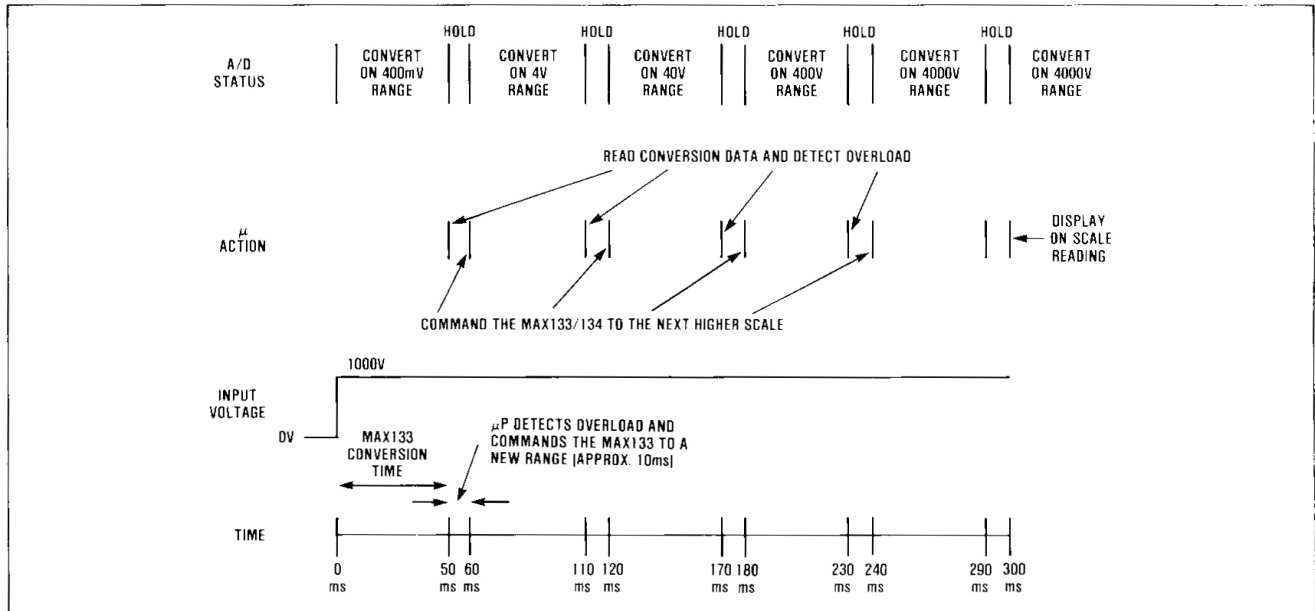 HOLD HOLD HOLD HOLD HOLD
A/D
STATUS
CONVERT
ON 400mV
RANGE
CONVERT
ON 4V
RANGE
CONVERT
ON 40V
RANGE
CONVERT
ON 400V
RANGE
CONVERT
ON 4000V
RANGE
CONVERT
ON 4000V
RANGE
READ CONVERSION DATA AND DETECT OVERLOAD
μ
ACTION
DISPLAY
ON SCALE
READING
COMMAND THE MAX133/134 TO THE NEXT HIGHER SCALE
1000V
INPUT
VOLTAGE
0V
MAX133
CONVERSION
TIME
μP DETECTS OVERLOAD AND
COMMANDS THE MAX133 TO A
NEW RANGE (APPROX. 10ms)
TIME
0 50 60 110 120 170 180 230 240 290 300
ms ms ms ms ms ms ms ms ms ms ms